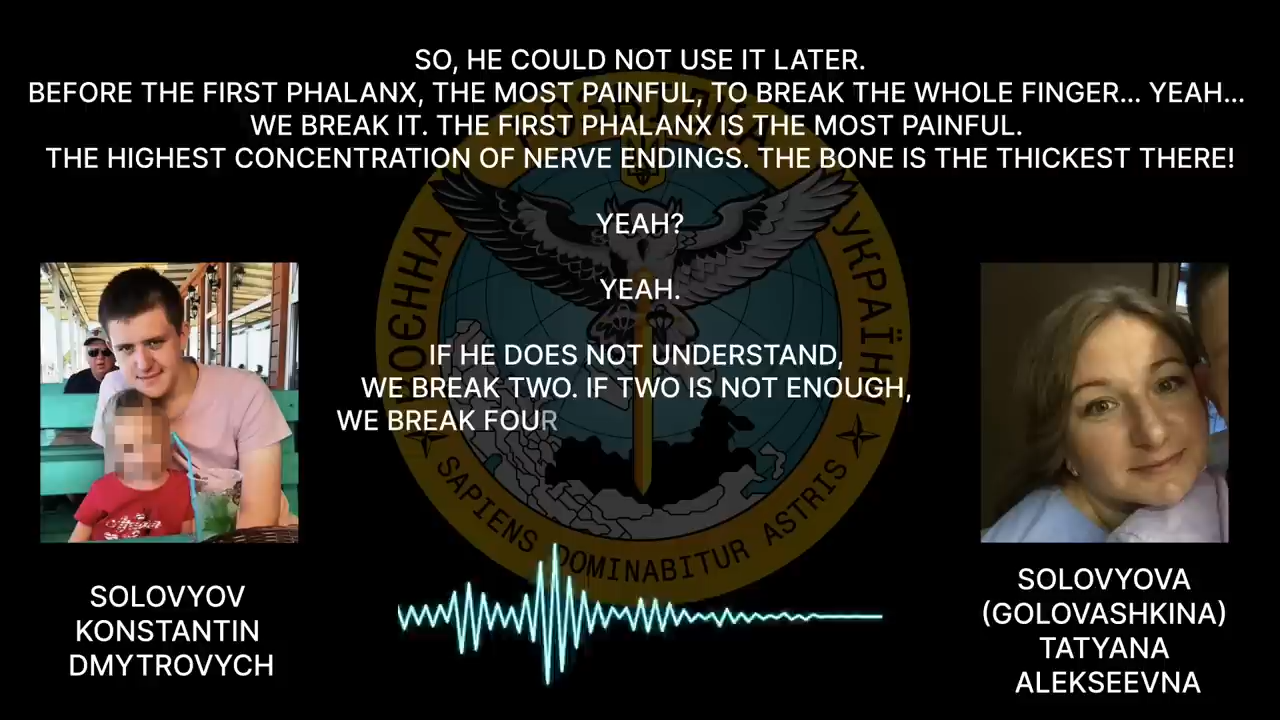 SO, HE COULD NOT USE IT LATER.
BEFORE THE FIRST PHALANX, THE MOST PAINFUL, TO BREAK THE WHOLE FINGER... YEAH...
WE BREAK IT. THE FIRST PHALANX IS THE MOST PAINFUL.
THE HIGHEST CONCENTRATION OF NERVE ENDINGS. THE BONE IS THE THICKEST THERE!
YEAH?
YEAH.
IF HE DOES NOT UNDERSTAND,
WE BREAK TWO. IF TWO IS NOT ENOUGH,
WE BREAK FOUR
SOLOVYOV
KONSTANTIN
DMYTROVYCH
SOLOVYOVA
(GOLOVASHKINA)
TATYANA
ALEKSEEVNA
УКРАЇНИ
SAPIENS DOMINABITUR ASTRIS